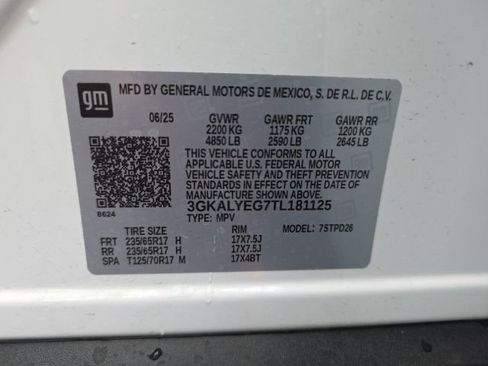 gm
MFD BY GENERAL MOTORS DE MEXICO, S. DE R.L. DE C.V.
06/25 GVWR GAWR FRT GAWR RR
2200 KG 1175 KG 1200 KG
4850 LB 2590 LB 2645 LB
THIS VEHICLE CONFORMS TO ALL
APPLICABLE U.S. FEDERAL MOTOR
VEHICLE SAFETY AND THEFT PREVENTION
STANDARDS IN EFFECT ON THE DATE OF
MANUFACTURE SHOWN ABOVE.
3GKALYEG7TL181125
8624 TYPE: MPV MODEL: 7STPD26
TIRE SIZE RIM
FRT 235/65R17 H 17X7.5J
RR 235/65R17 H 17X7.5J
SPA T125/70R17 M 17X4BT